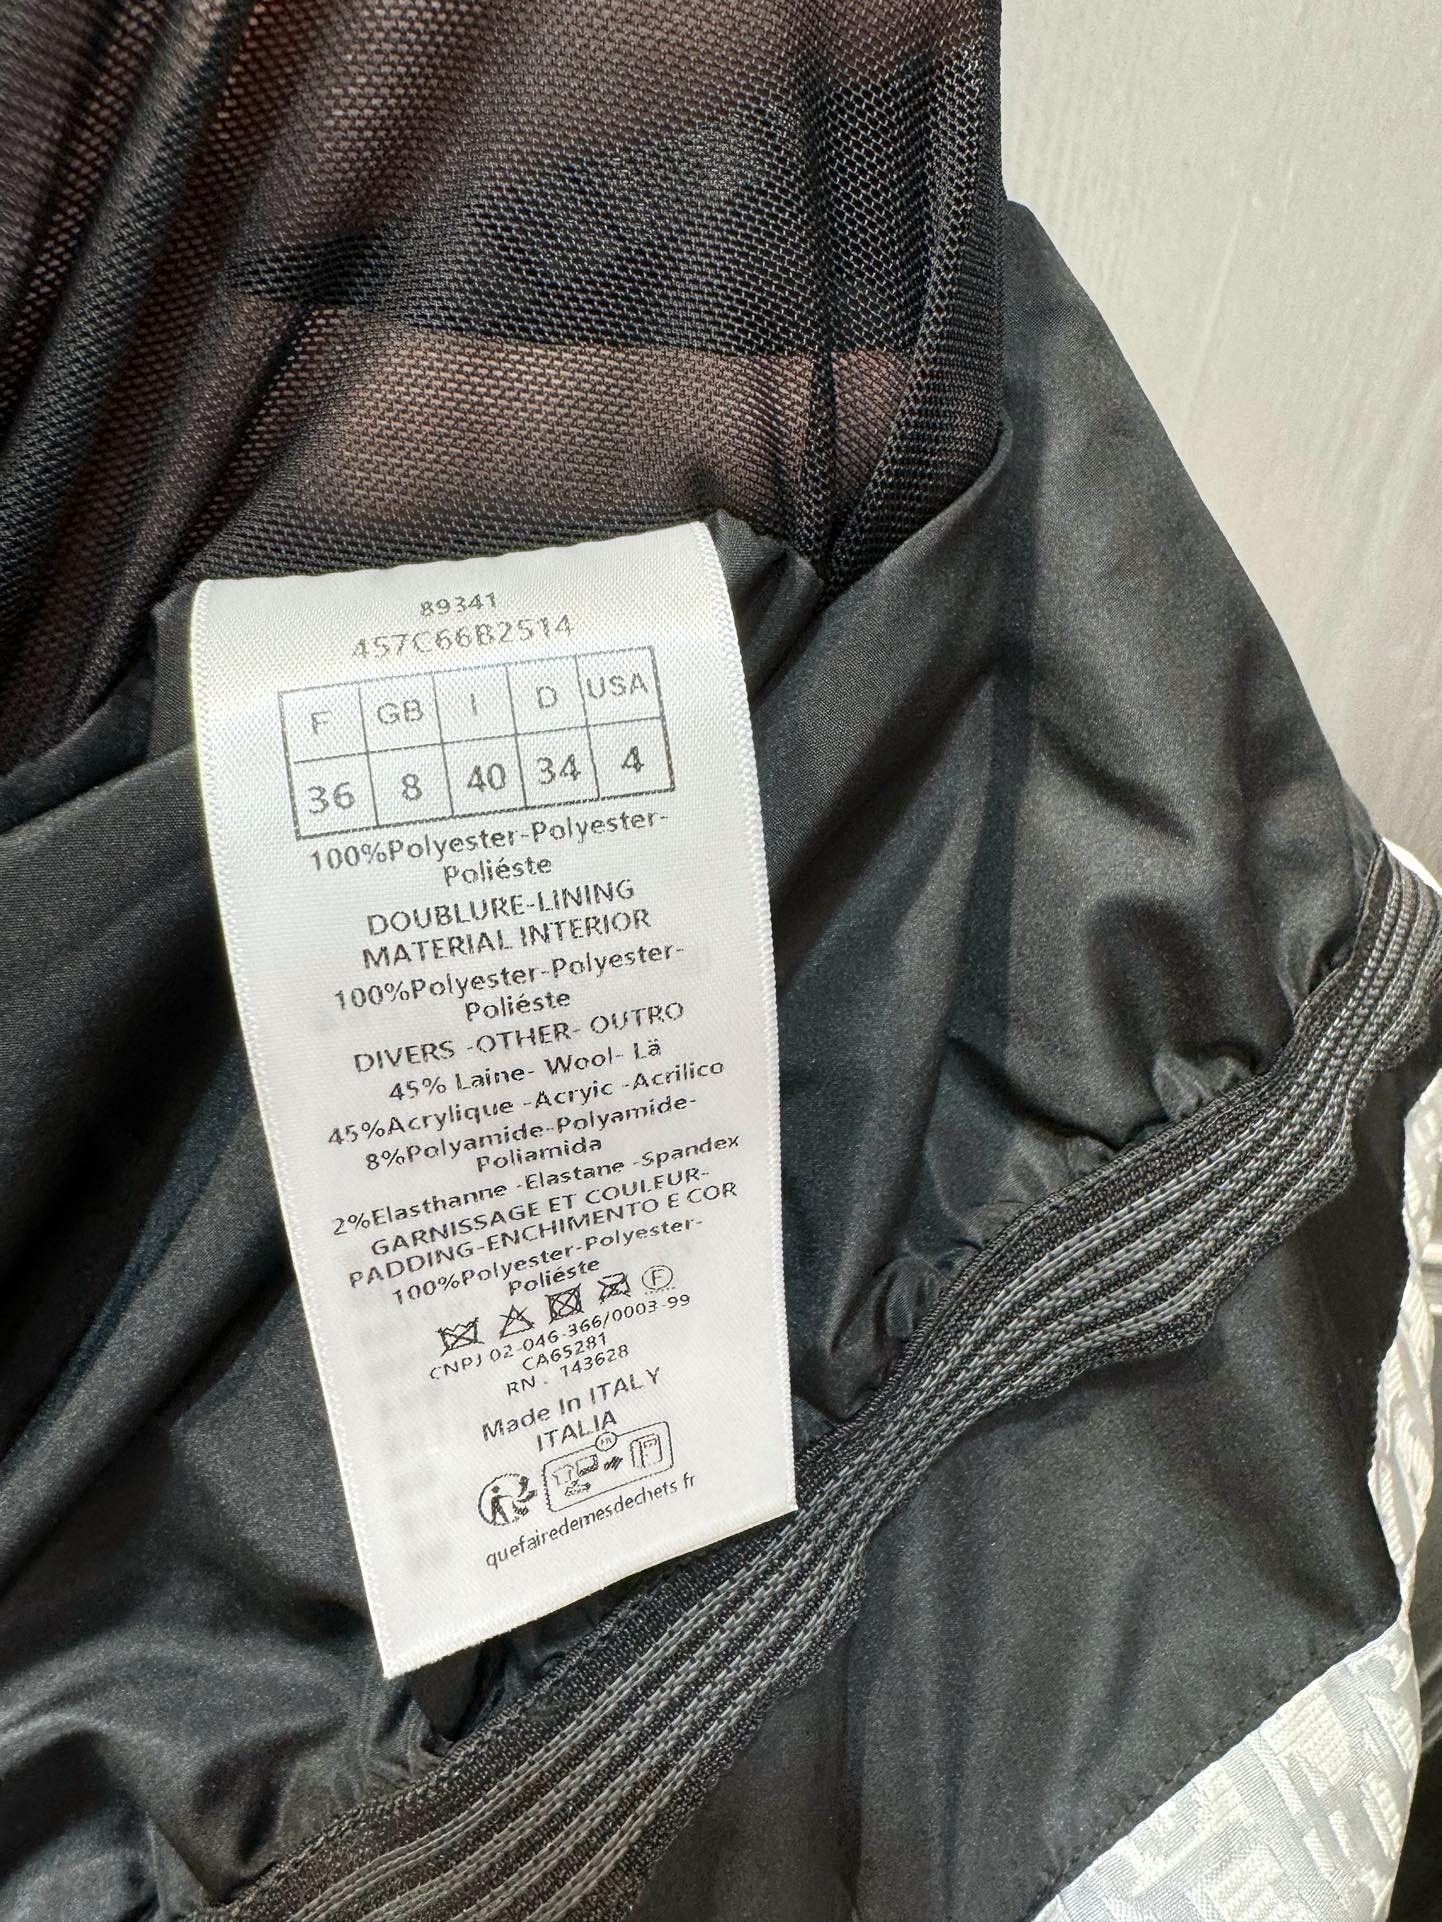 89341
457C66B2514
F GB I D USA
36 8 40 34 4
100%Polyester-Polyester-
Poliéste
DOUBLURE-LINING
MATERIAL INTERIOR
100%Polyester-Polyester-
Poliéste
DIVERS -OTHER- OUTRO
45% Laine- Wool- Lä
45%Acrylique -Acryic -Acrilico
8%Polyamide-Polyamide-
Poliamida
2%Elasthanne -Elastane -Spandex
GARNISSAGE ET COULEUR-
PADDING-ENCHIMENTO E COR
100%Polyester-Polyester-
Poliéste
F
CNPJ 02-046-366/0003-99
CA65281
RN - 143628
Made In ITALY
ITALIA
FR
quefairedemesdechets fr